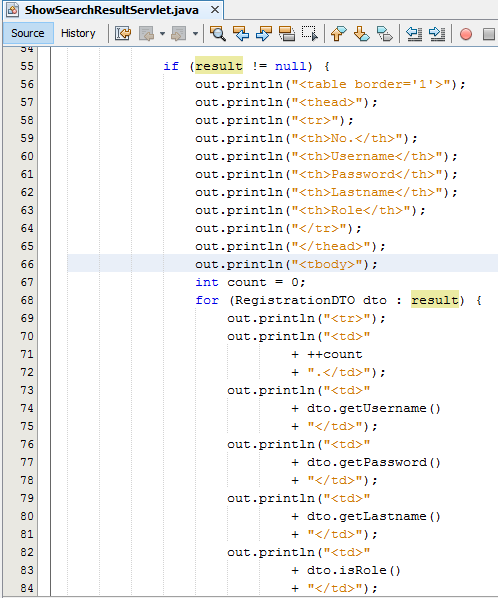 ShowSearchResultServlet.java
Source History
54
55 if (result != null) {
56 out.println("<table border='1'>");
57 out.println("<thead>");
58 out.println("<tr>");
59 out.println("<th>No.</th>");
60 out.println("<th>Username</th>");
61 out.println("<th>Password</th>");
62 out.println("<th>Lastname</th>");
63 out.println("<th>Role</th>");
64 out.println("</tr>");
65 out.println("</thead>");
66 out.println("<tbody>");
67 int count = 0;
68 for (RegistrationDTO dto : result) {
69 out.println("<tr>");
70 out.println("<td>"
71 + ++count
72 + ".</td>");
73 out.println("<td>"
74 + dto.getUsername()
75 + "</td>");
76 out.println("<td>"
77 + dto.getPassword()
78 + "</td>");
79 out.println("<td>"
80 + dto.getLastname()
81 + "</td>");
82 out.println("<td>"
83 + dto.isRole()
84 + "</td>");